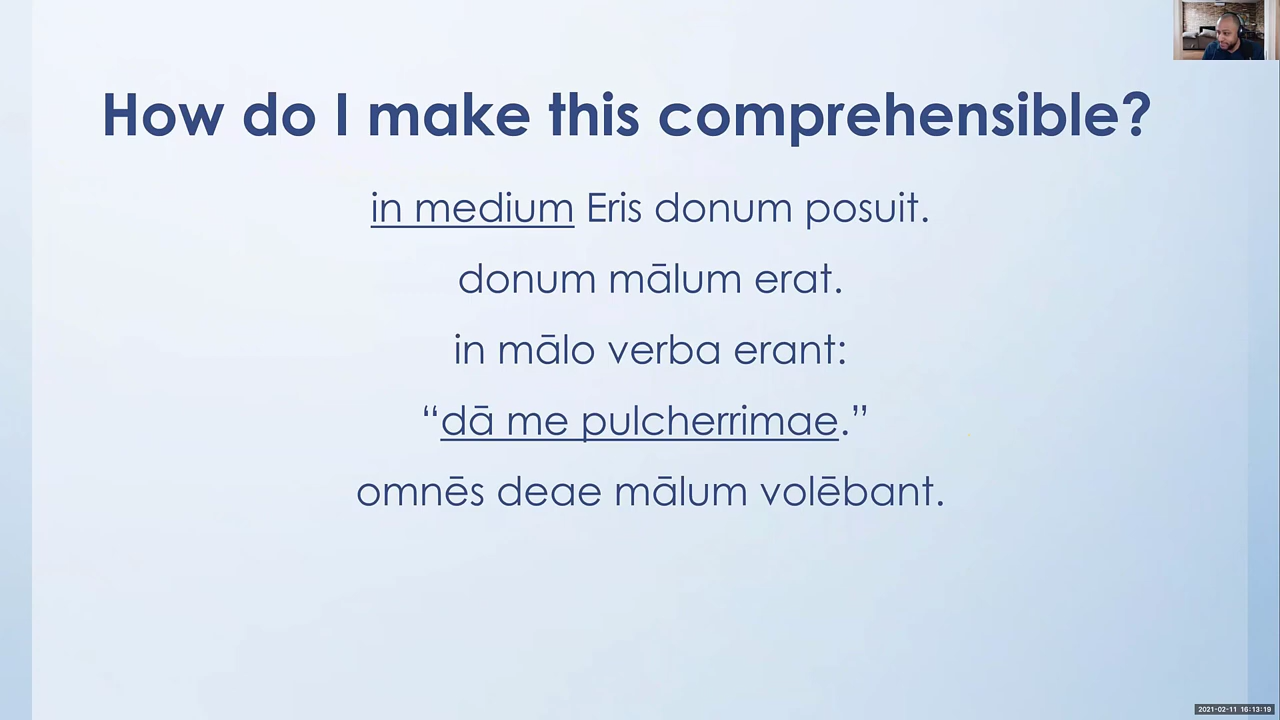 How do I make this comprehensible?
in medium Eris donum posuit.
donum mālum erat.
in mālo verba erant:
“dā me pulcherrimae.”
omnēs deae mālum volēbant.
2021-02-11 16:13:19